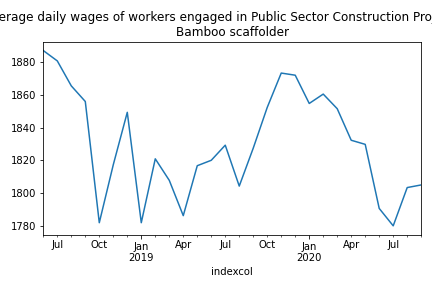 erage daily wages of workers engaged in Public Sector Construction Proj
Bamboo scaffolder
1880
1860
1840
1820
1800
1780
Jul Oct Jan Apr Jul Oct Jan Apr Jul
2019 2020
indexcol